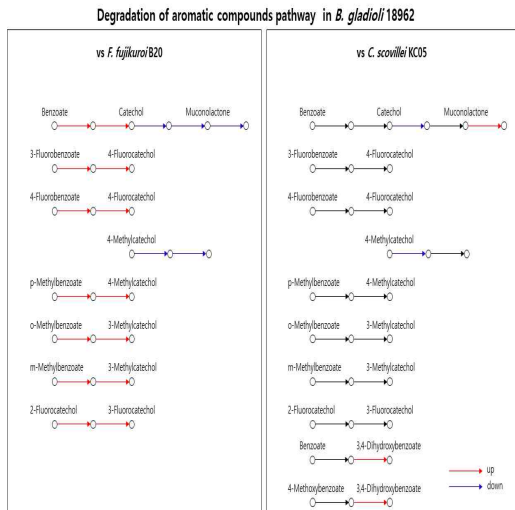 Degradation of aromatic compounds pathway in B. gladioli 18962
vs F. fujikuroi B20
Benzoate Catechol Muconolactone
3-Fluorobenzoate 4-Fluorocatechol
4-Fluorobenzoate 4-Fluorocatechol
4-Methylcatechol
p-Methylbenzoate 4-Methylcatechol
o-Methylbenzoate 3-Methylcatechol
m-Methylbenzoate 3-Methylcatechol
2-Fluorocatechol 3-Fluorocatechol
vs C. scovillei KC05
Benzoate Catechol Muconolactone
3-Fluorobenzoate 4-Fluorocatechol
4-Fluorobenzoate 4-Fluorocatechol
4-Methylcatechol
p-Methylbenzoate 4-Methylcatechol
o-Methylbenzoate 3-Methylcatechol
m-Methylbenzoate 3-Methylcatechol
2-Fluorocatechol 3-Fluorocatechol
Benzoate 3,4-Dihydroxybenzoate
4-Methoxybenzoate 3,4-Dihydroxybenzoate
up
down